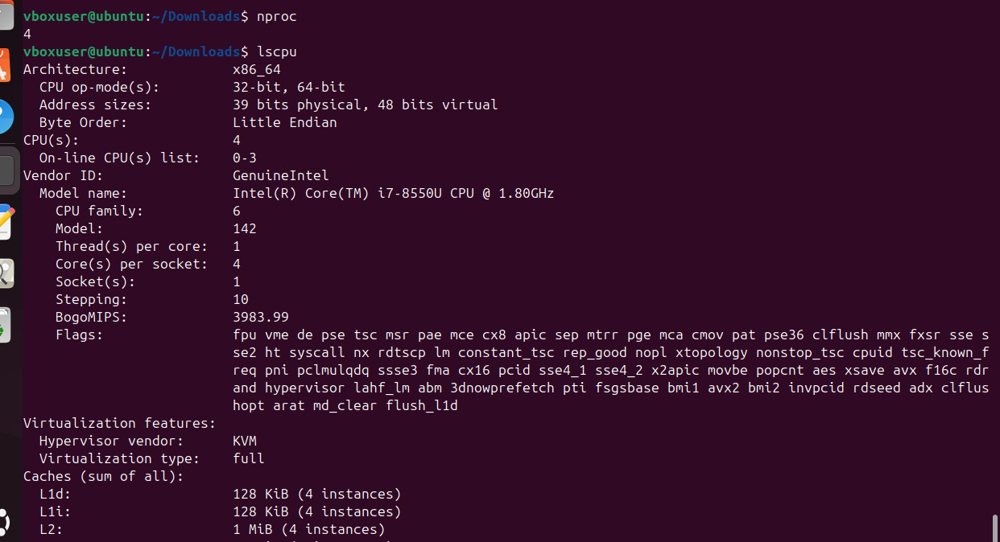 vboxuser@ubuntu:~/Downloads$ nproc
4
vboxuser@ubuntu:~/Downloads$ lscpu
Architecture:             x86_64
  CPU op-mode(s):         32-bit, 64-bit
  Address sizes:          39 bits physical, 48 bits virtual
  Byte Order:             Little Endian
CPU(s):                   4
  On-line CPU(s) list:    0-3
Vendor ID:                GenuineIntel
  Model name:             Intel(R) Core(TM) i7-8550U CPU @ 1.80GHz
    CPU family:           6
    Model:                142
    Thread(s) per core:   1
    Core(s) per socket:   4
    Socket(s):            1
    Stepping:             10
    BogoMIPS:             3983.99
    Flags:                fpu vme de pse tsc msr pae mce cx8 apic sep mtrr pge mca cmov pat pse36 clflush mmx fxsr sse s
                          se2 ht syscall nx rdtscp lm constant_tsc rep_good nopl xtopology nonstop_tsc cpuid tsc_known_f
                          req pni pclmulqdq ssse3 fma cx16 pcid sse4_1 sse4_2 x2apic movbe popcnt aes xsave avx f16c rdr
                          and hypervisor lahf_lm abm 3dnowprefetch pti fsgsbase bmi1 avx2 bmi2 invpcid rdseed adx clflus
                          hopt arat md_clear flush_l1d
Virtualization features:
  Hypervisor vendor:      KVM
  Virtualization type:    full
Caches (sum of all):
  L1d:                    128 KiB (4 instances)
  L1i:                    128 KiB (4 instances)
  L2:                     1 MiB (4 instances)